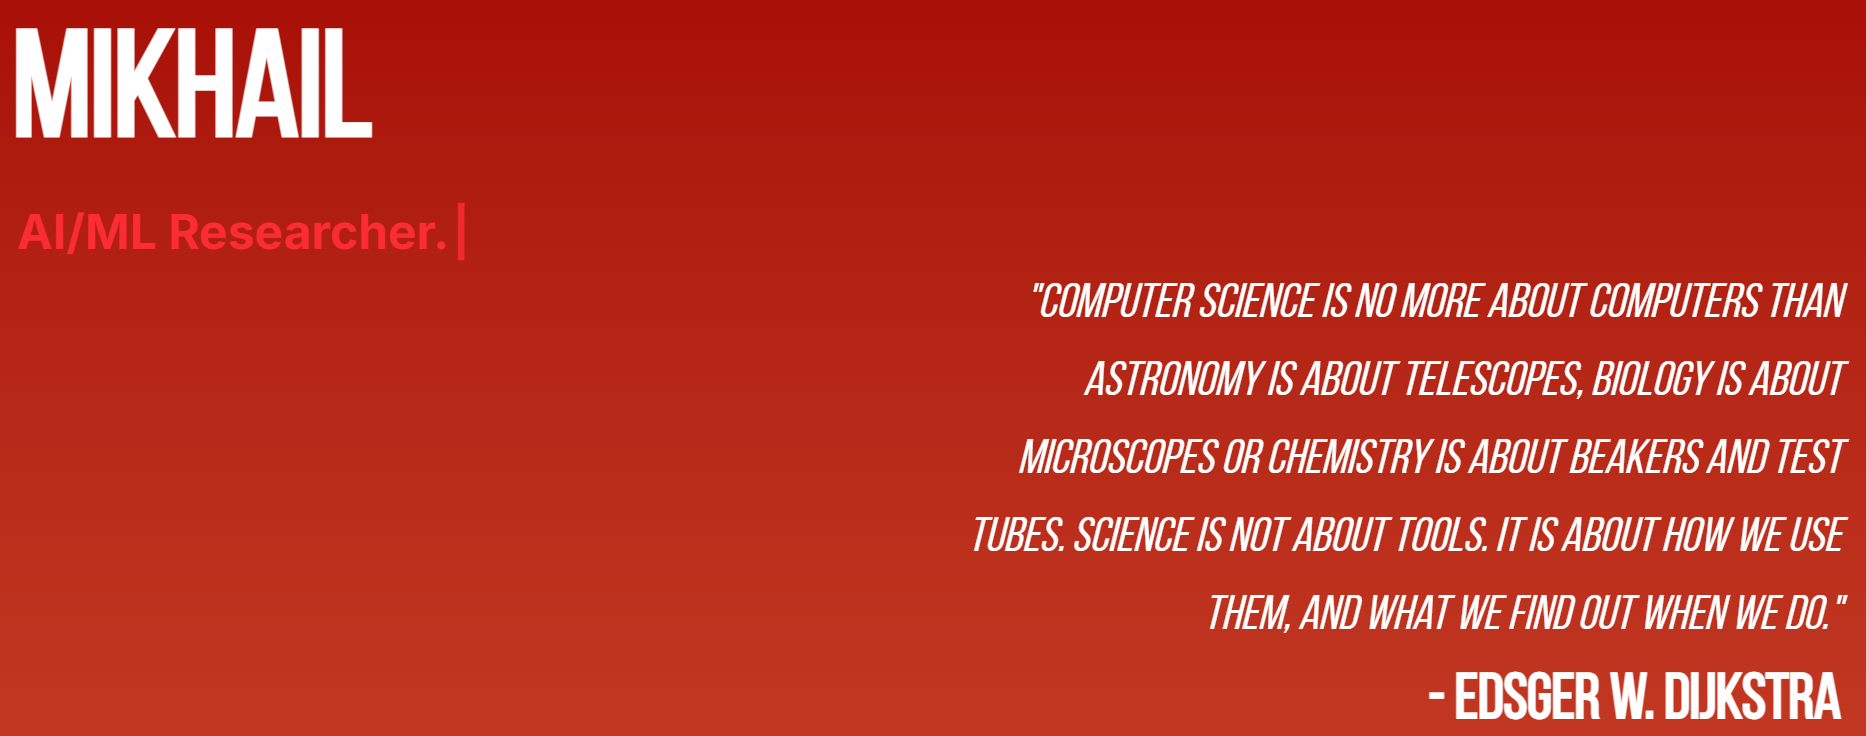 MIKHAIL
AI/ML Researcher.|
"COMPUTER SCIENCE IS NO MORE ABOUT COMPUTERS THAN
ASTRONOMY IS ABOUT TELESCOPES, BIOLOGY IS ABOUT
MICROSCOPES OR CHEMISTRY IS ABOUT BEAKERS AND TEST
TUBES. SCIENCE IS NOT ABOUT TOOLS. IT IS ABOUT HOW WE USE
THEM, AND WHAT WE FIND OUT WHEN WE DO."
- EDSGER W. DIJKSTRA